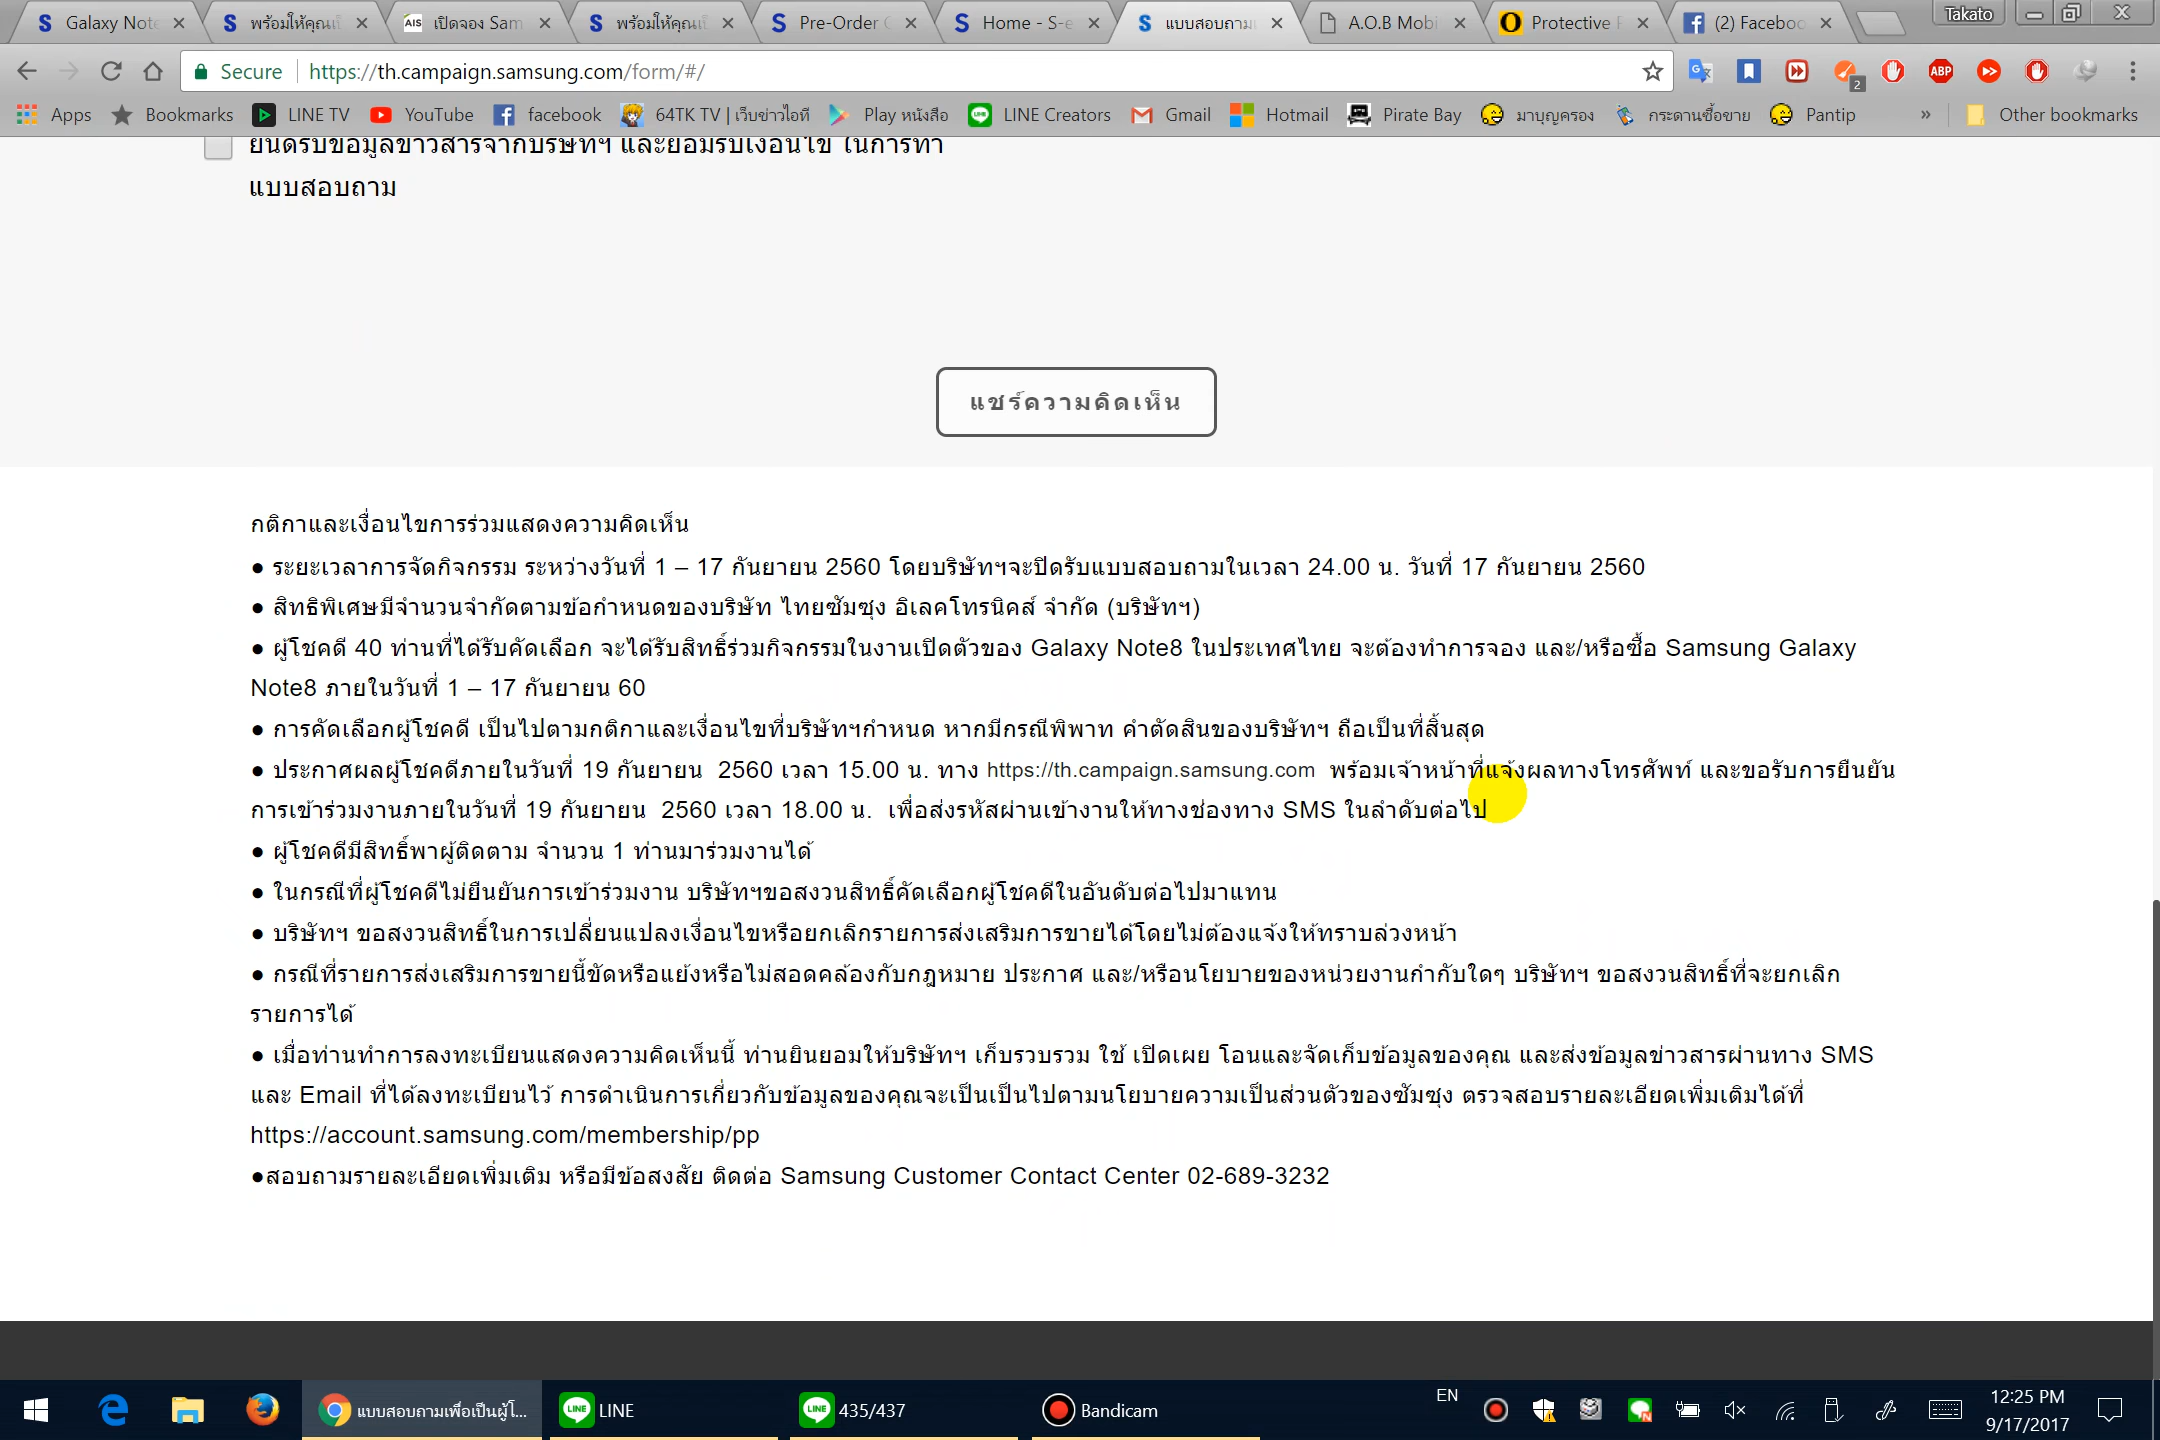 Galaxy Note
พร้อมให้คุณเป็
AIS เปิดจอง Sam
พร้อมให้คุณเป็
Pre-Order
Home - S-e
แบบสอบถามเ
A.O.B Mobi
Protective
(2) Faceboo
Takato
Secure https://th.campaign.samsung.com/form/#/
ABP
2
Apps Bookmarks LINE TV YouTube facebook 64TK TV | เว็บข่าวไอที Play หนังสือ LINE Creators Gmail Hotmail Pirate Bay มาบุญครอง กระดานซื้อขาย Pantip » Other bookmarks
ยินดีรับข้อมูลข่าวสารจากบริษัทฯ และยอมรับเงื่อนไข ในการทำ
แบบสอบถาม
แชร์ความคิดเห็น
กติกาและเงื่อนไขการร่วมแสดงความคิดเห็น
● ระยะเวลาการจัดกิจกรรม ระหว่างวันที่ 1 – 17 กันยายน 2560 โดยบริษัทฯจะปิดรับแบบสอบถามในเวลา 24.00 น. วันที่ 17 กันยายน 2560
● สิทธิพิเศษมีจำนวนจำกัดตามข้อกำหนดของบริษัท ไทยซัมซุง อิเลคโทรนิคส์ จำกัด (บริษัทฯ)
● ผู้โชคดี 40 ท่านที่ได้รับคัดเลือก จะได้รับสิทธิ์ร่วมกิจกรรมในงานเปิดตัวของ Galaxy Note8 ในประเทศไทย จะต้องทำการจอง และ/หรือซื้อ Samsung Galaxy
Note8 ภายในวันที่ 1 – 17 กันยายน 60
● การคัดเลือกผู้โชคดี เป็นไปตามกติกาและเงื่อนไขที่บริษัทฯกำหนด หากมีกรณีพิพาท คำตัดสินของบริษัทฯ ถือเป็นที่สิ้นสุด
● ประกาศผลผู้โชคดีภายในวันที่ 19 กันยายน 2560 เวลา 15.00 น. ทาง https://th.campaign.samsung.com พร้อมเจ้าหน้าที่แจ้งผลทางโทรศัพท์ และขอรับการยืนยัน
การเข้าร่วมงานภายในวันที่ 19 กันยายน 2560 เวลา 18.00 น. เพื่อส่งรหัสผ่านเข้างานให้ทางช่องทาง SMS ในลำดับต่อไป
● ผู้โชคดีมีสิทธิ์พาผู้ติดตาม จำนวน 1 ท่านมาร่วมงานได้
● ในกรณีที่ผู้โชคดีไม่ยืนยันการเข้าร่วมงาน บริษัทฯขอสงวนสิทธิ์คัดเลือกผู้โชคดีในอันดับต่อไปมาแทน
● บริษัทฯ ขอสงวนสิทธิ์ในการเปลี่ยนแปลงเงื่อนไขหรือยกเลิกรายการส่งเสริมการขายได้โดยไม่ต้องแจ้งให้ทราบล่วงหน้า
● กรณีที่รายการส่งเสริมการขายนี้ขัดหรือแย้งหรือไม่สอดคล้องกับกฎหมาย ประกาศ และ/หรือนโยบายของหน่วยงานกำกับใดๆ บริษัทฯ ขอสงวนสิทธิ์ที่จะยกเลิก
รายการได้
● เมื่อท่านทำการลงทะเบียนแสดงความคิดเห็นนี้ ท่านยินยอมให้บริษัทฯ เก็บรวบรวม ใช้ เปิดเผย โอนและจัดเก็บข้อมูลของคุณ และส่งข้อมูลข่าวสารผ่านทาง SMS
และ Email ที่ได้ลงทะเบียนไว้ การดำเนินการเกี่ยวกับข้อมูลของคุณจะเป็นเป็นไปตามนโยบายความเป็นส่วนตัวของซัมซุง ตรวจสอบรายละเอียดเพิ่มเติมได้ที่
https://account.samsung.com/membership/pp
●สอบถามรายละเอียดเพิ่มเติม หรือมีข้อสงสัย ติดต่อ Samsung Customer Contact Center 02-689-3232
แบบสอบถามเพื่อเป็นผู้โ...
LINE
435/437
Bandicam
EN
12:25 PM
9/17/2017